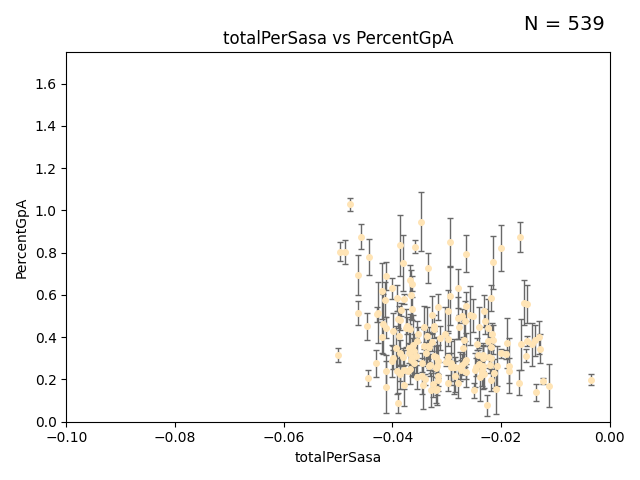 N = 539
totalPerSasa vs PercentGpA
PercentGpA
1.6
1.4
1.2
1.0
0.8
0.6
0.4
0.2
0.0
−0.10 −0.08 −0.06 −0.04 −0.02 0.00
totalPerSasa